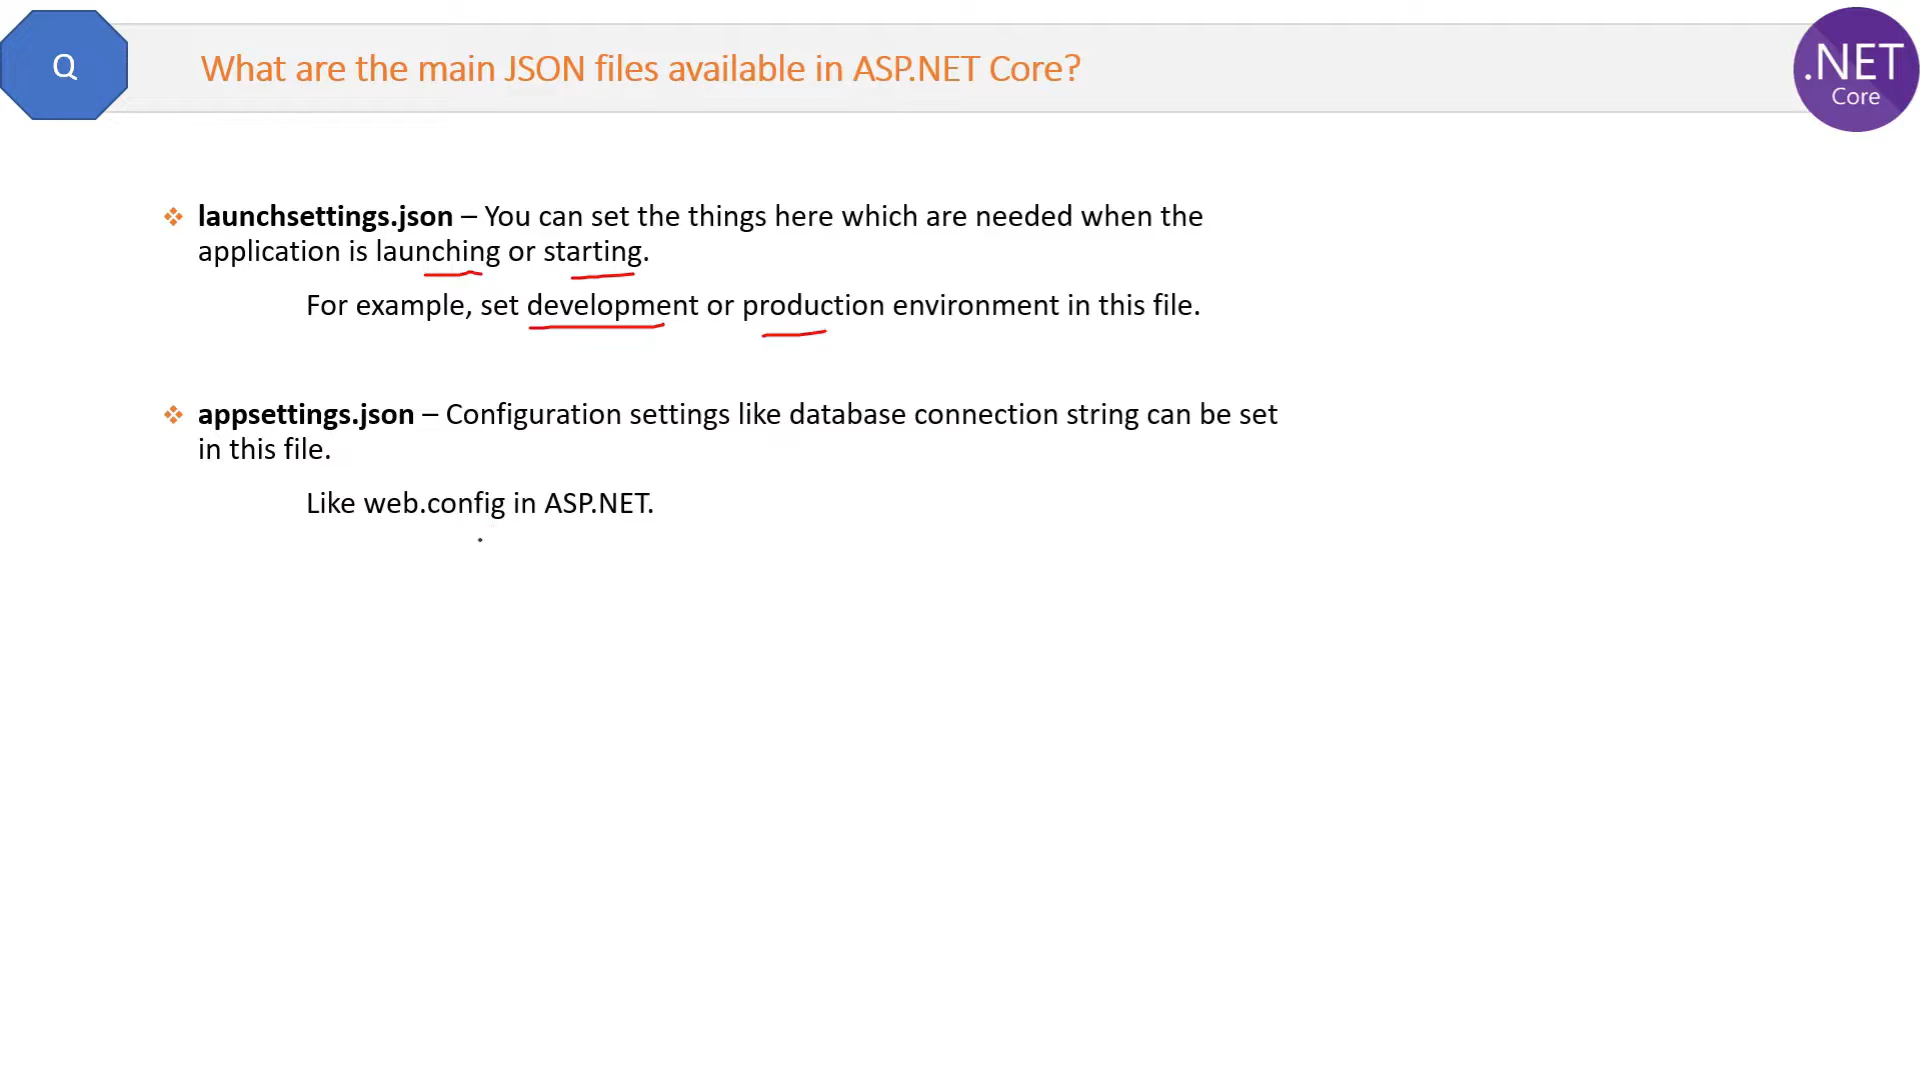 Q
What are the main JSON files available in ASP.NET Core?
.NET
Core
launchsettings.json – You can set the things here which are needed when the
application is launching or starting.
For example, set development or production environment in this file.
appsettings.json – Configuration settings like database connection string can be set
in this file.
Like web.config in ASP.NET.